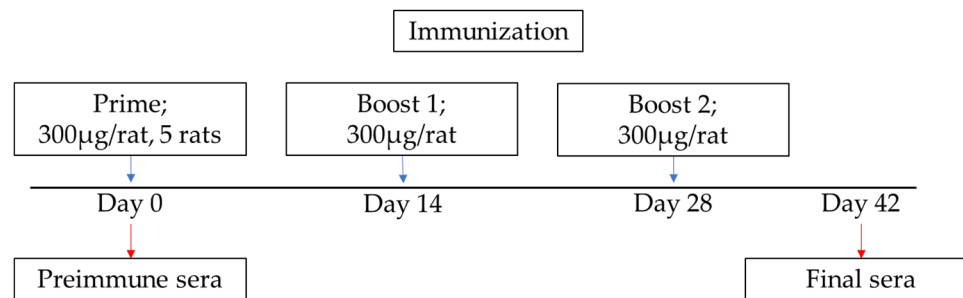 Immunization
Prime;
300µg/rat, 5 rats
Boost 1;
300µg/rat
Boost 2;
300µg/rat
Day 0
Day 14
Day 28
Day 42
Preimmune sera
Final sera